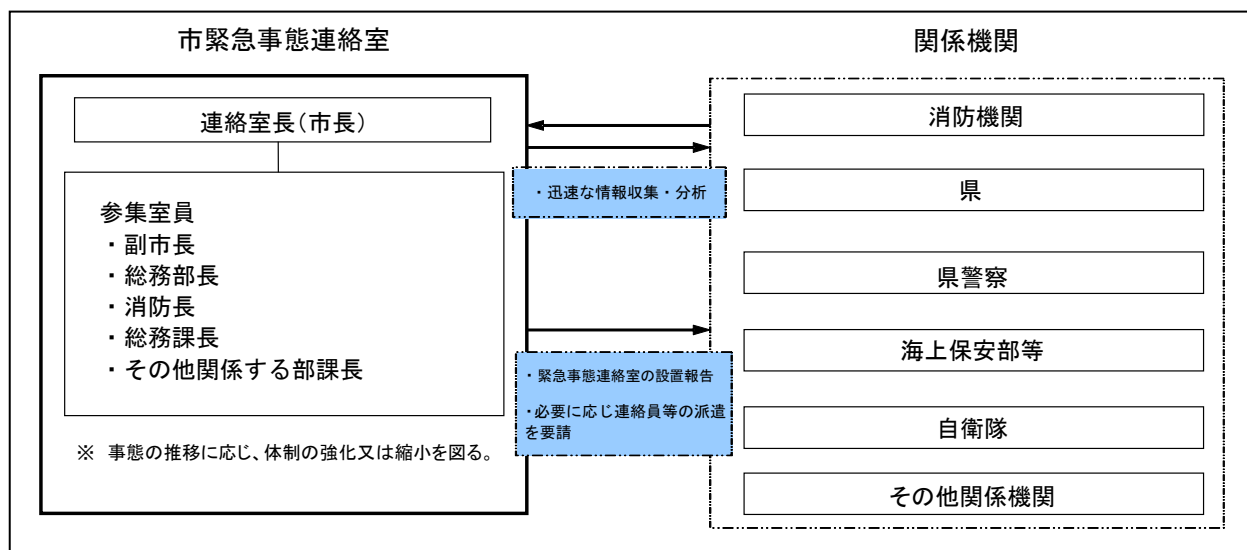 市緊急事態連絡室
関係機関
連絡室長(市長)
参集室員
・副市長
・総務部長
・消防長
・総務課長
・その他関係する部課長
※ 事態の推移に応じ、体制の強化又は縮小を図る。
・迅速な情報収集・分析
・緊急事態連絡室の設置報告
・必要に応じ連絡員等の派遣
を要請
消防機関
県
県警察
海上保安部等
自衛隊
その他関係機関